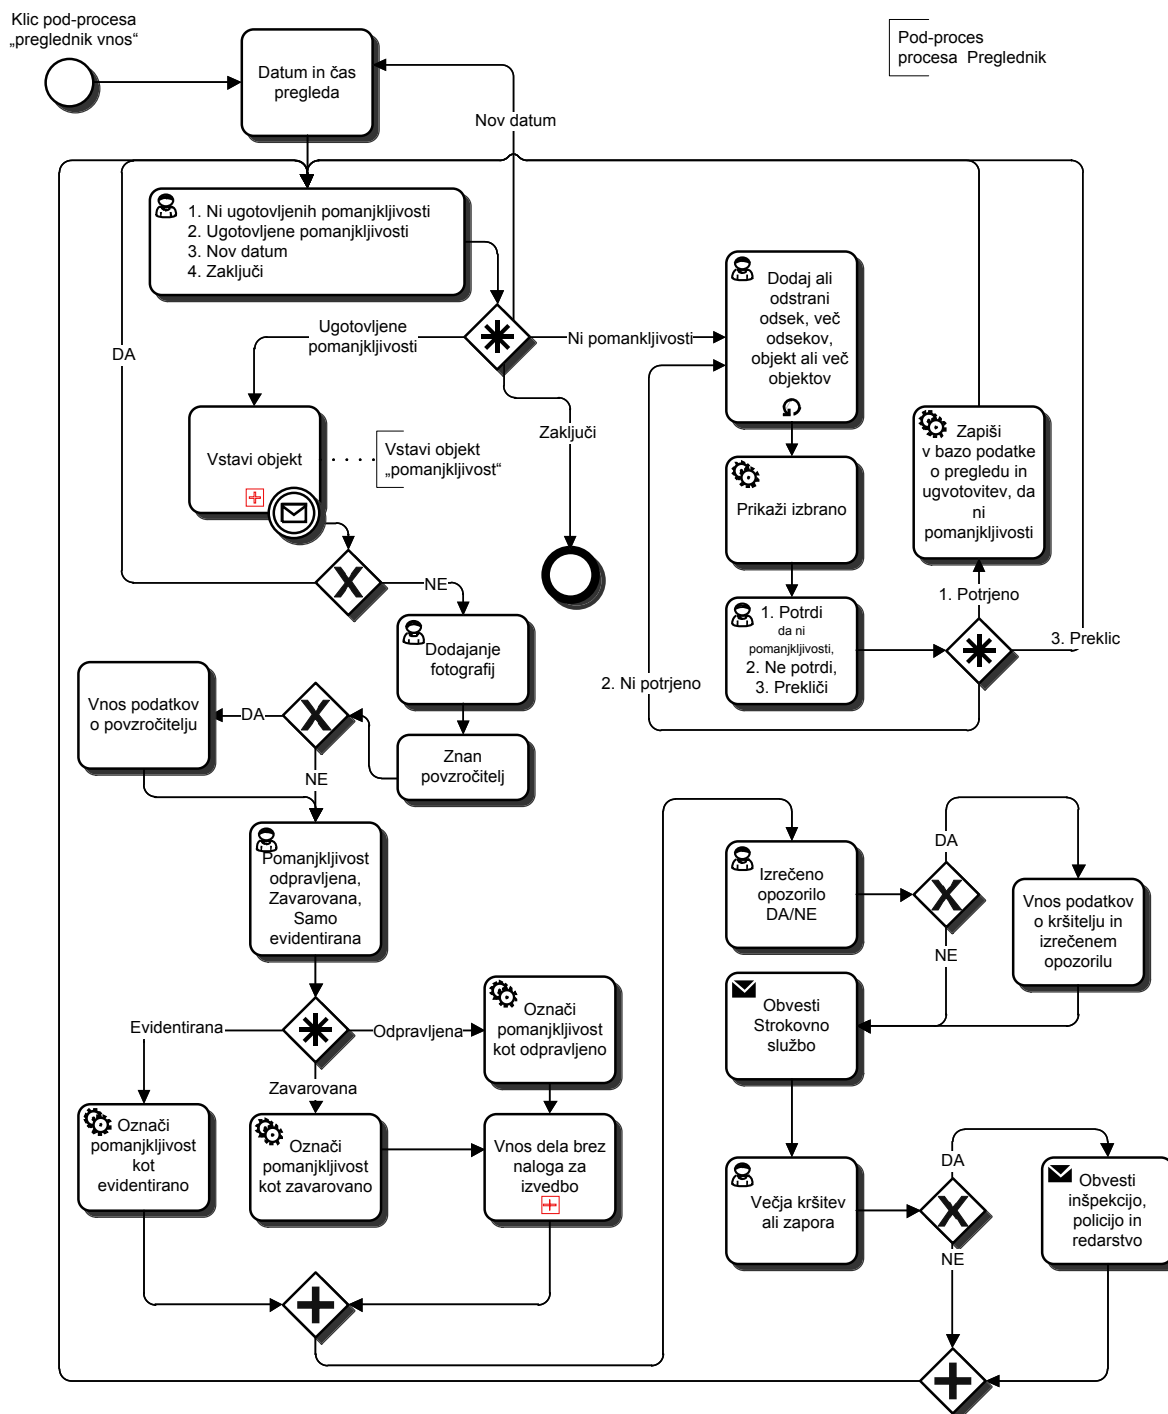 Klic pod-procesa
„preglednik vnos“
Pod-proces
procesa Preglednik
Datum in čas
pregleda
Nov datum
1. Ni ugotovljenih pomanjkljivosti
2. Ugotovljene pomanjkljivosti
3. Nov datum
4. Zaključi
Dodaj ali
odstrani
odsek, več
odsekov,
objekt ali več
objektov
Ugotovljene
pomanjkljivosti
Ni pomankljivosti
DA
Zaključi
Vstavi objekt
Vstavi objekt
„pomanjkljivost“
Zapiši
v bazo podatke
o pregledu in
ugvotovitev, da
ni
pomanjkljivosti
Prikaži izbrano
NE
1. Potrjeno
1. Potrdi
da ni
pomanjkljivosti,
2. Ne potrdi,
3. Prekliči
3. Preklic
2. Ni potrjeno
Dodajanje
fotografij
Vnos podatkov
o povzročitelju
DA
NE
Znan
povzročitelj
Pomanjkljivost
odpravljena,
Zavarovana,
Samo
evidentirana
Izrečeno
opozorilo
DA/NE
DA
NE
Vnos podatkov
o kršitelju in
izrečenem
opozorilu
Obvesti
Strokovno
službo
Evidentirana
Odpravljena
Zavarovana
Označi
pomanjkljivost
kot odpravljeno
Označi
pomanjkljivost
kot
evidentirano
Označi
pomanjkljivost
kot zavarovano
Vnos dela brez
naloga za
izvedbo
Večja kršitev
ali zapora
DA
NE
Obvesti
inšpekcijo,
policijo in
redarstvo